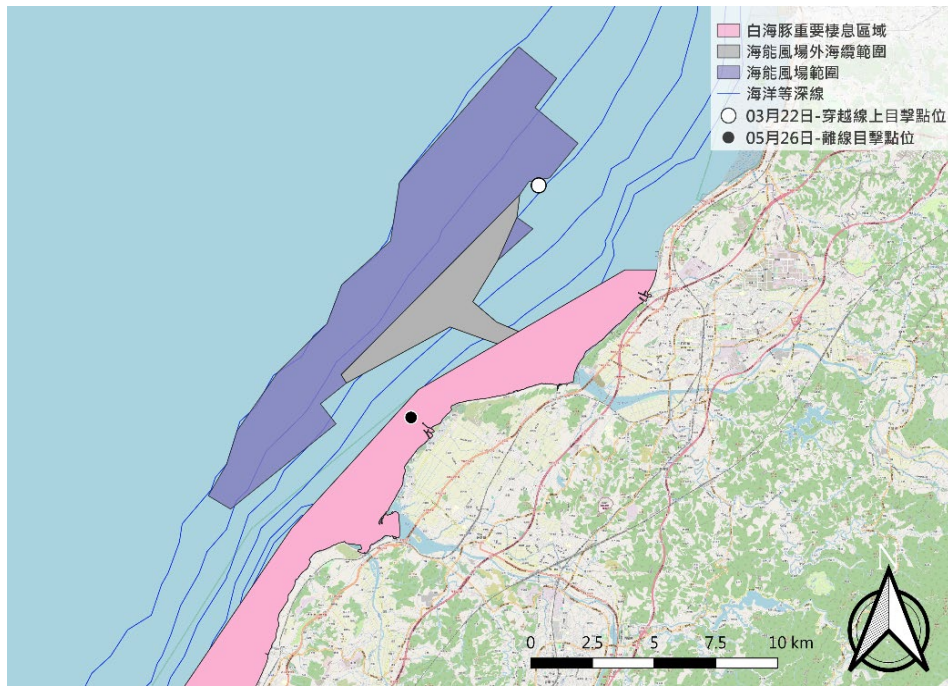 白海豚重要棲息區域
海能風場外海纜範圍
海能風場範圍
海洋等深線
03月22日-穿越線上目擊點位
05月26日-離線目擊點位
N
0 2.5 5 7.5 10 km